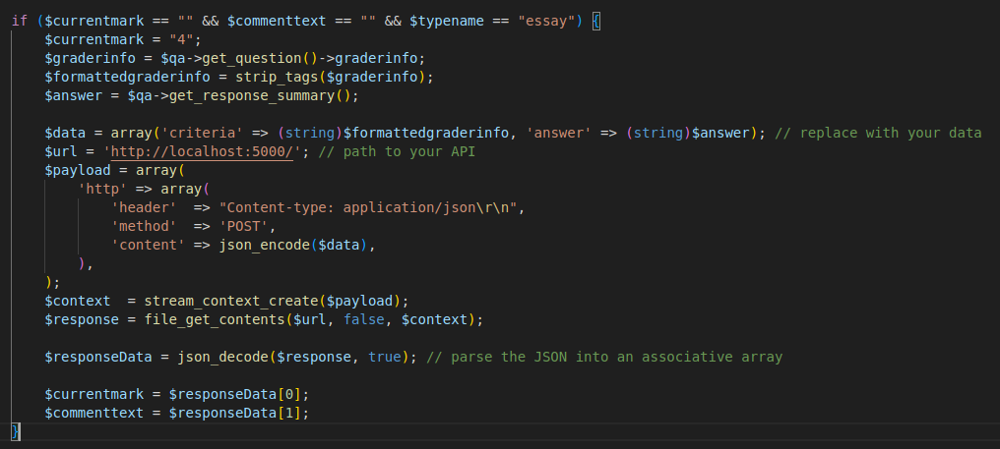 if ($currentmark == "" && $commenttext == "" && $typename == "essay") {
    $currentmark = "4";
    $graderinfo = $qa->get_question()->graderinfo;
    $formattedgraderinfo = strip_tags($graderinfo);
    $answer = $qa->get_response_summary();

    $data = array('criteria' => (string)$formattedgraderinfo, 'answer' => (string)$answer); // replace with your data
    $url = 'http://localhost:5000/'; // path to your API
    $payload = array(
        'http' => array(
            'header'  => "Content-type: application/json\r\n",
            'method'  => 'POST',
            'content' => json_encode($data),
        ),
    );
    $context  = stream_context_create($payload);
    $response = file_get_contents($url, false, $context);

    $responseData = json_decode($response, true); // parse the JSON into an associative array

    $currentmark = $responseData[0];
    $commenttext = $responseData[1];
}